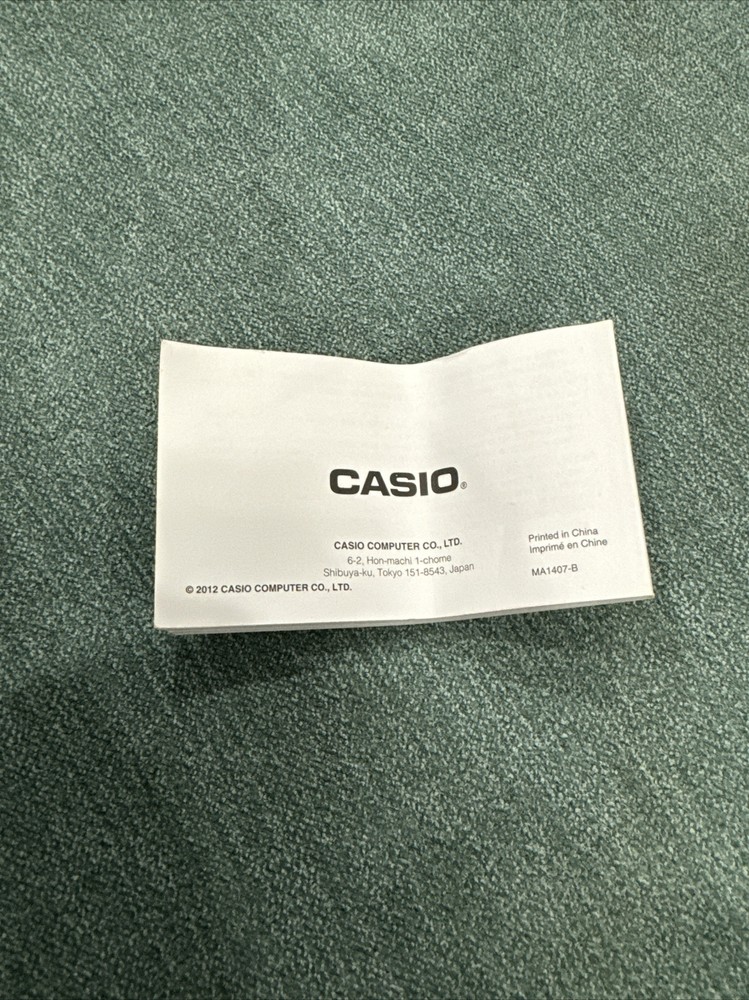 CASIO®
CASIO COMPUTER CO., LTD.
6-2, Hon-machi 1-chome
Shibuya-ku, Tokyo 151-8543, Japan
Printed in China
Imprimé en Chine
MA1407-B
© 2012 CASIO COMPUTER CO., LTD.